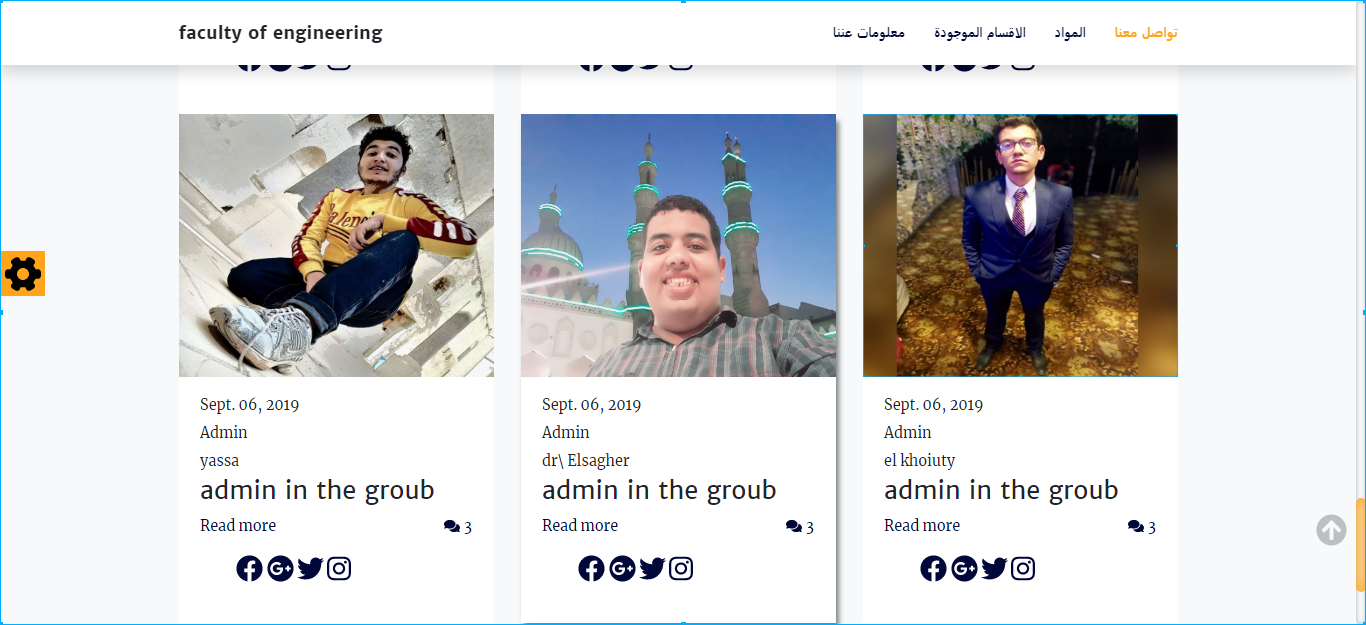 faculty of engineering
تواصل معنا
المواد
الاقسام الموجودة
معلومات عننا
Sept. 06, 2019
Admin
yassa
admin in the groub
Read more
3
Sept. 06, 2019
Admin
dr\ Elsagher
admin in the groub
Read more
3
Sept. 06, 2019
Admin
el khoiuty
admin in the groub
Read more
3